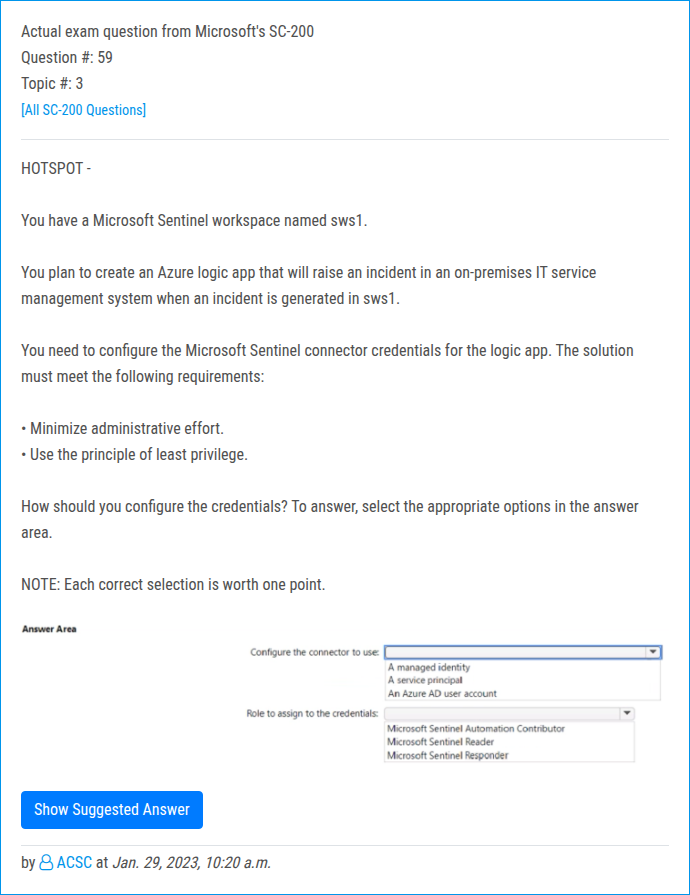 Actual exam question from Microsoft's SC-200
Question #: 59
Topic #: 3
[All SC-200 Questions]
HOTSPOT -
You have a Microsoft Sentinel workspace named sws1.
You plan to create an Azure logic app that will raise an incident in an on-premises IT service
management system when an incident is generated in sws1.
You need to configure the Microsoft Sentinel connector credentials for the logic app. The solution
must meet the following requirements:
• Minimize administrative effort.
• Use the principle of least privilege.
How should you configure the credentials? To answer, select the appropriate options in the answer
area.
NOTE: Each correct selection is worth one point.
Answer Area
Configure the connector to use:
A managed identity
A service principal
An Azure AD user account
Role to assign to the credentials:
Microsoft Sentinel Automation Contributor
Microsoft Sentinel Reader
Microsoft Sentinel Responder
Show Suggested Answer
by ACSC at Jan. 29, 2023, 10:20 a.m.